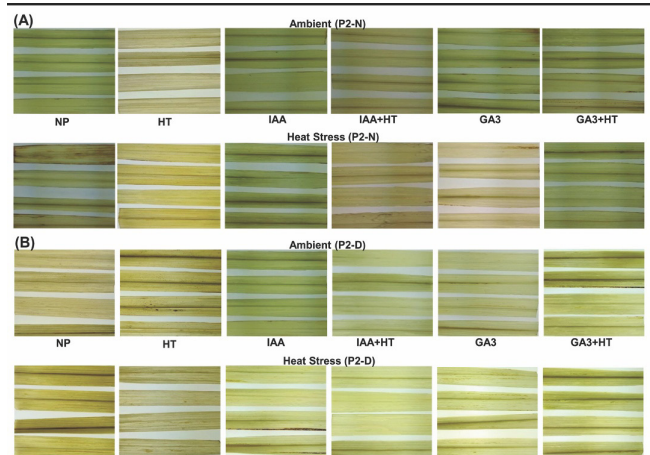 (A)
Ambient (P2-N)
NP HT IAA IAA+HT GA3 GA3+HT
Heat Stress (P2-N)
(B)
Ambient (P2-D)
NP HT IAA IAA+HT GA3 GA3+HT
Heat Stress (P2-D)